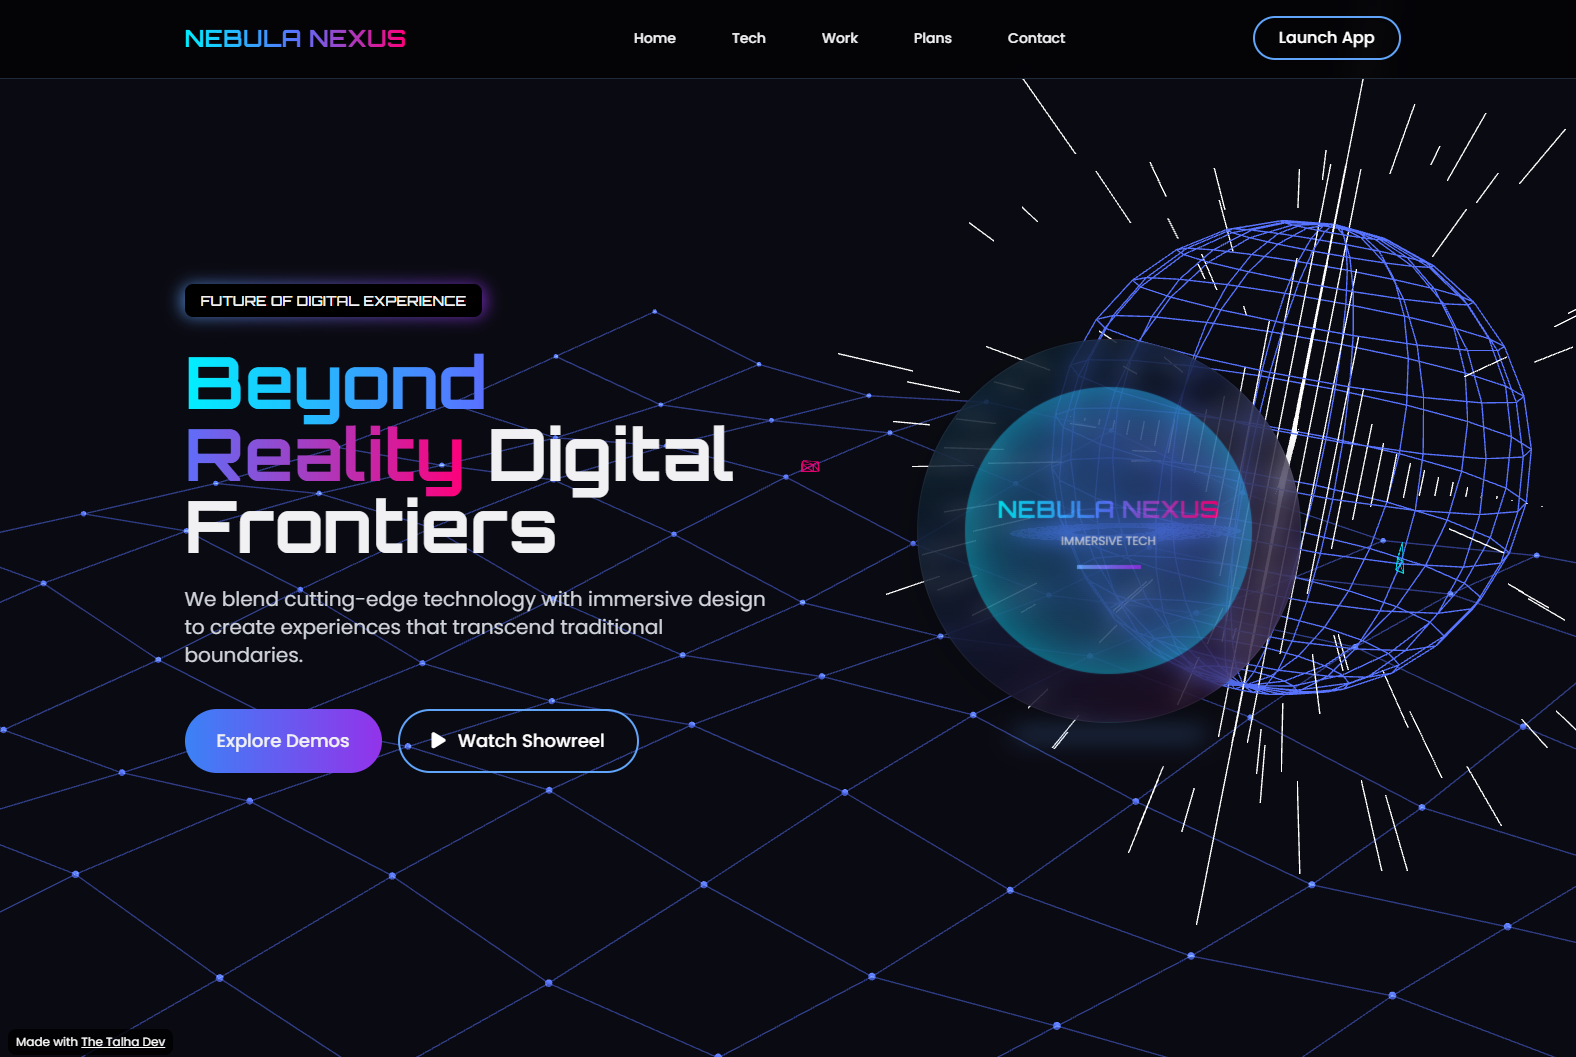 NEBULA NEXUS
Home
Tech
Work
Plans
Contact
Launch App
FUTURE OF DIGITAL EXPERIENCE
Beyond
Reality Digital
Frontiers
We blend cutting-edge technology with immersive design
to create experiences that transcend traditional
boundaries.
Explore Demos
Watch Showreel
NEBULA NEXUS
IMMERSIVE TECH
Made with The Talha Dev